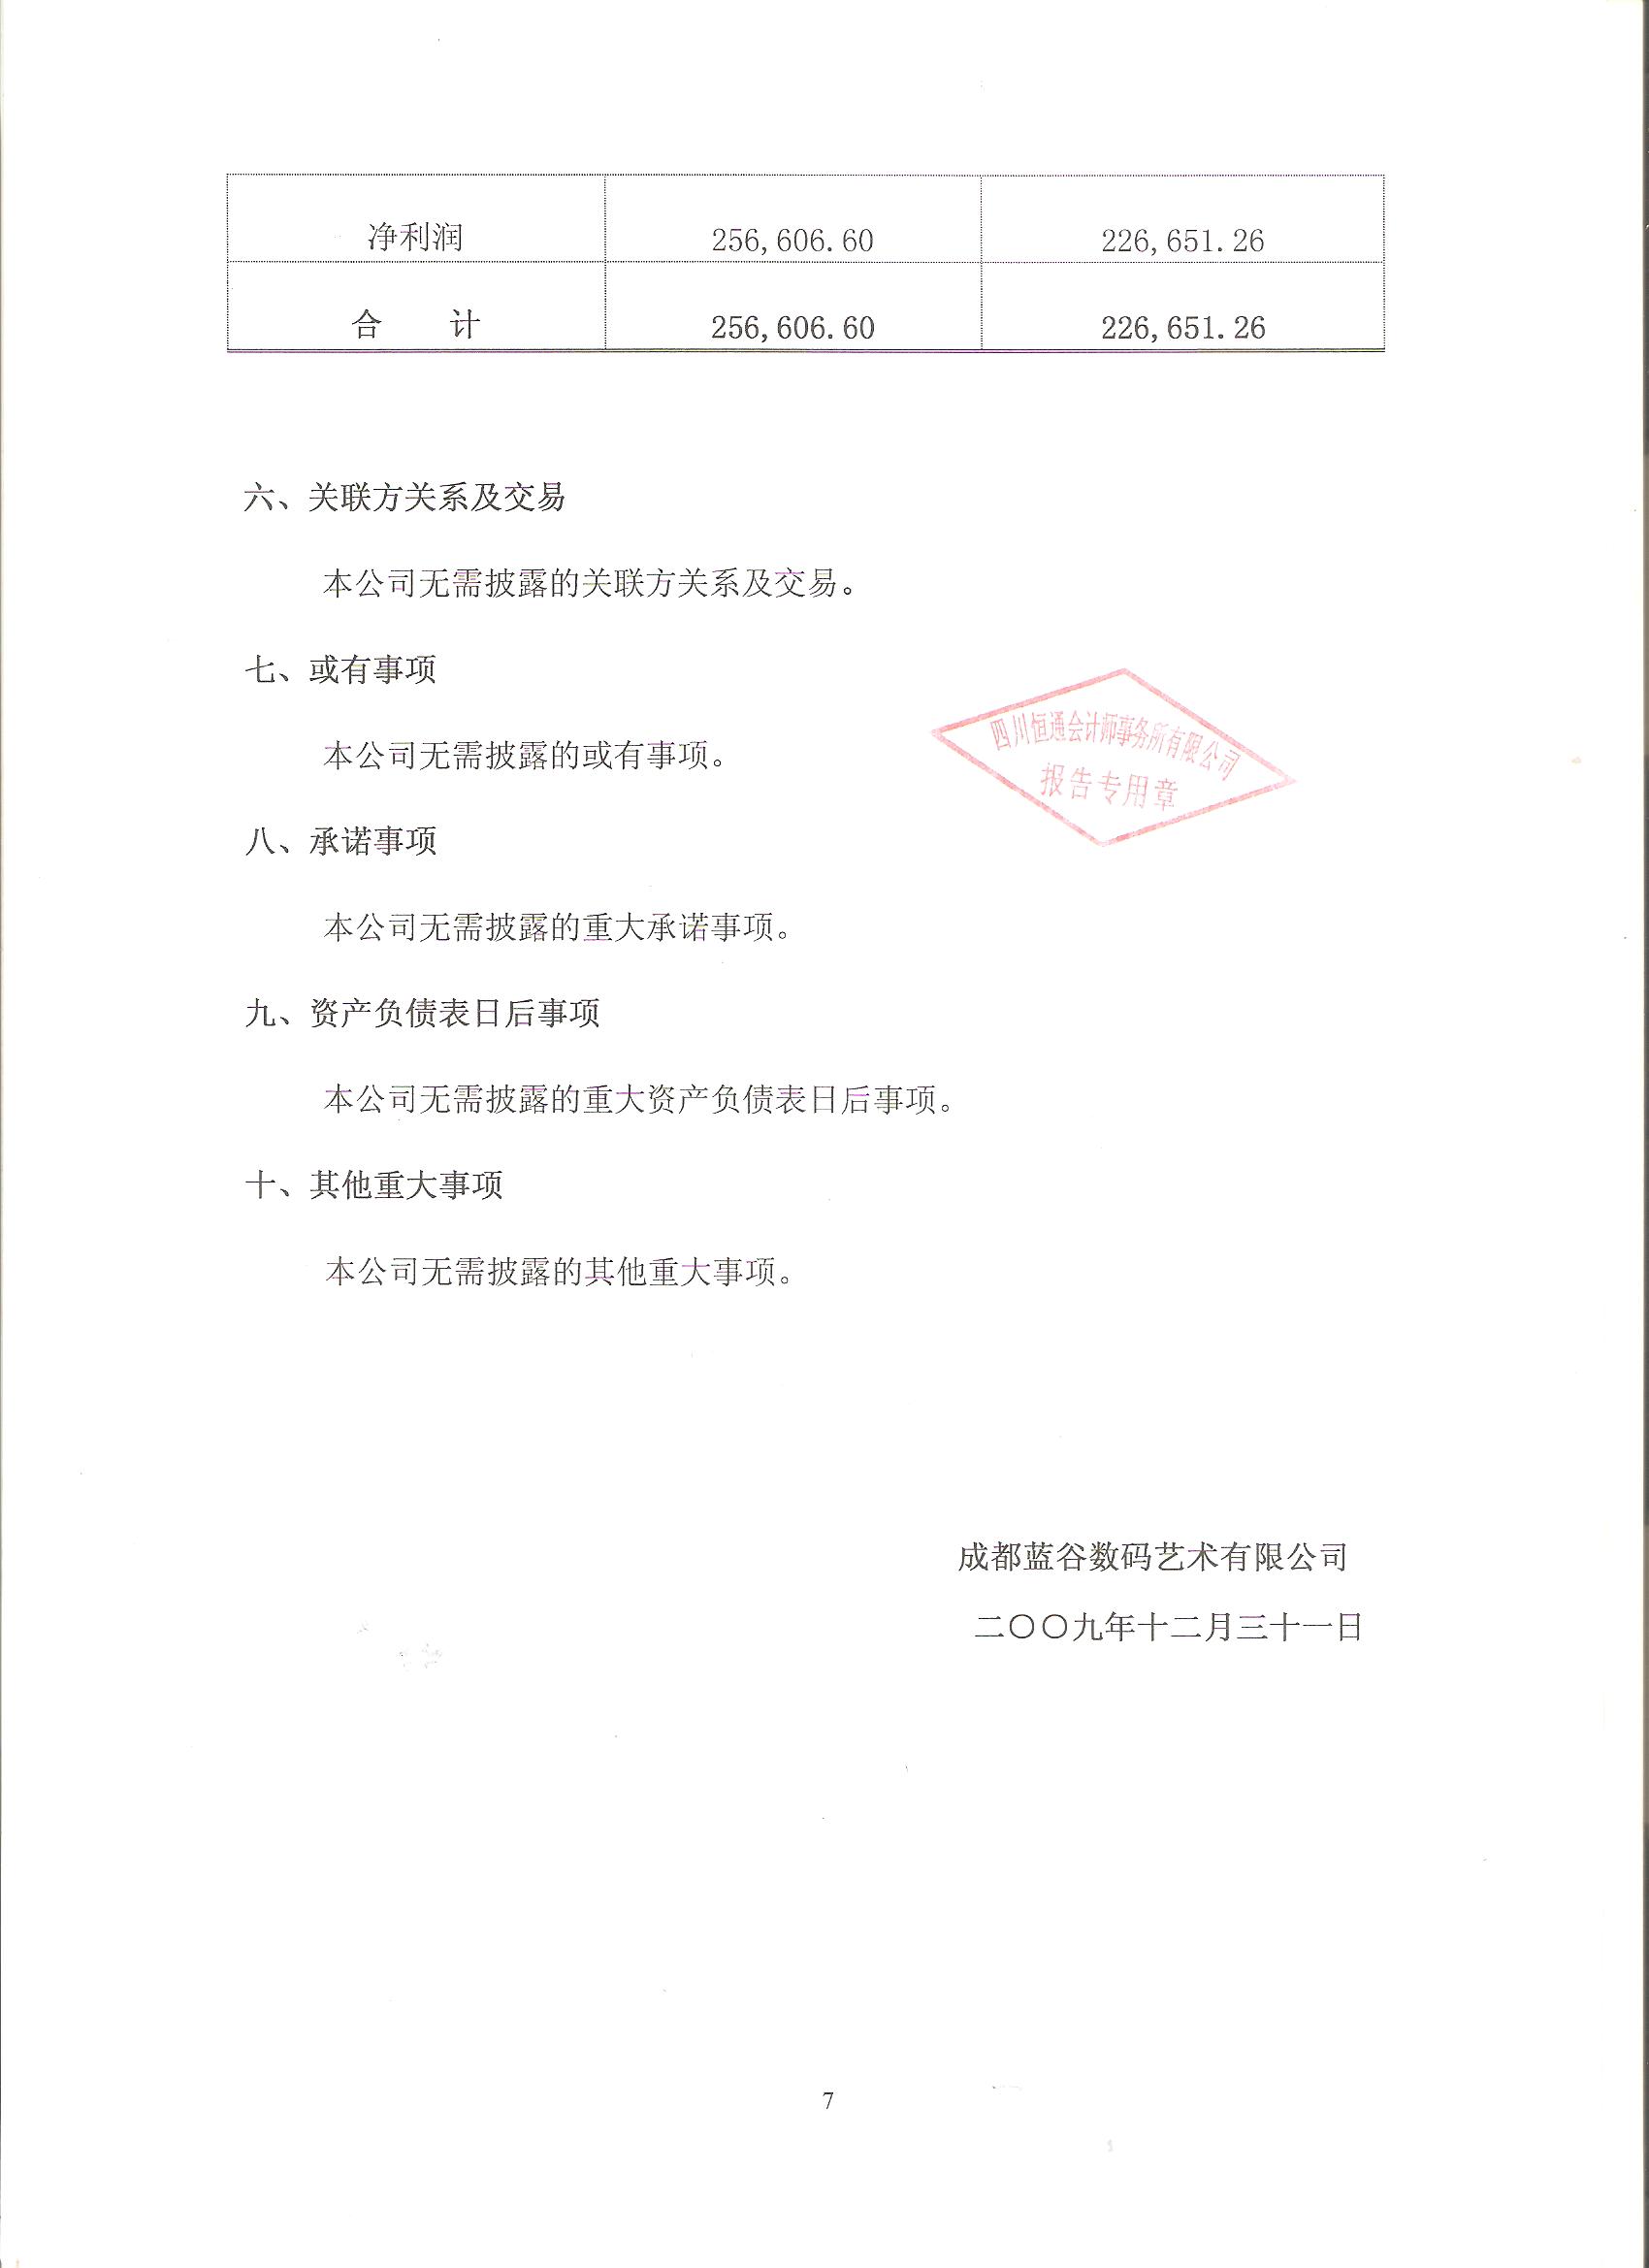 净利润 256,606.60 226,651.26
合 计 256,606.60 226,651.26
六、关联方关系及交易
本公司无需披露的关联方关系及交易。
七、或有事项
四川恒通会计师事务所有限公司
报告专用章
本公司无需披露的或有事项。
八、承诺事项
本公司无需披露的重大承诺事项。
九、资产负债表日后事项
本公司无需披露的重大资产负债表日后事项。
十、其他重大事项
本公司无需披露的其他重大事项。
成都蓝谷数码艺术有限公司
二〇〇九年十二月三十一日
7